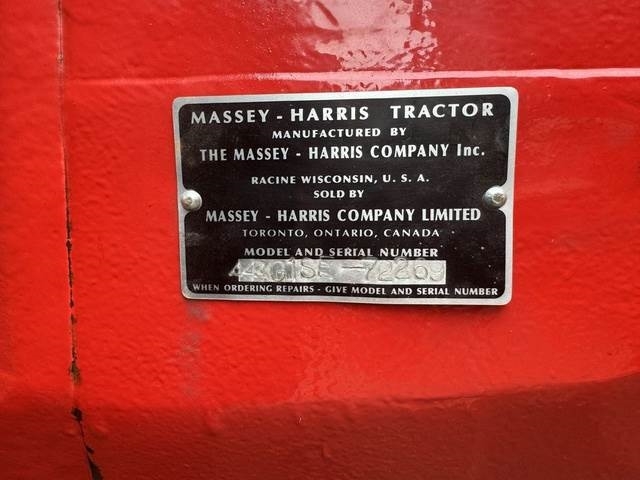 MASSEY - HARRIS TRACTOR
MANUFACTURED BY
THE MASSEY - HARRIS COMPANY Inc.
RACINE WISCONSIN, U. S. A.
SOLD BY
MASSEY - HARRIS COMPANY LIMITED
TORONTO, ONTARIO, CANADA
MODEL AND SERIAL NUMBER
WHEN ORDERING REPAIRS - GIVE MODEL AND SERIAL NUMBER